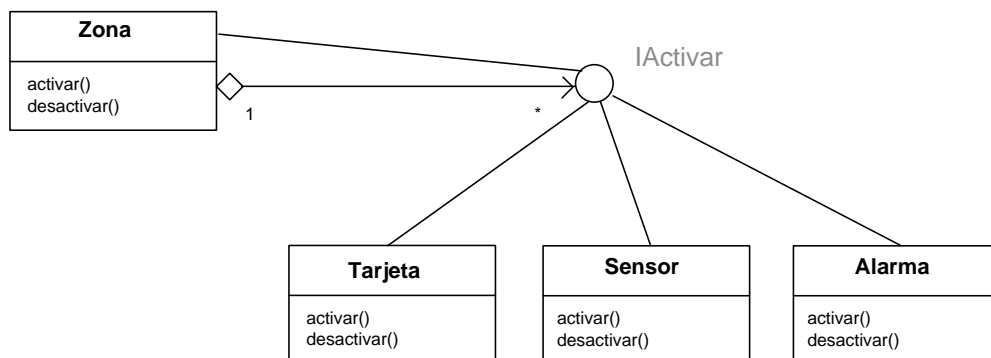 Zona
activar()
desactivar()
IActivar
1
*
Tarjeta
activar()
desactivar()
Sensor
activar()
desactivar()
Alarma
activar()
desactivar()